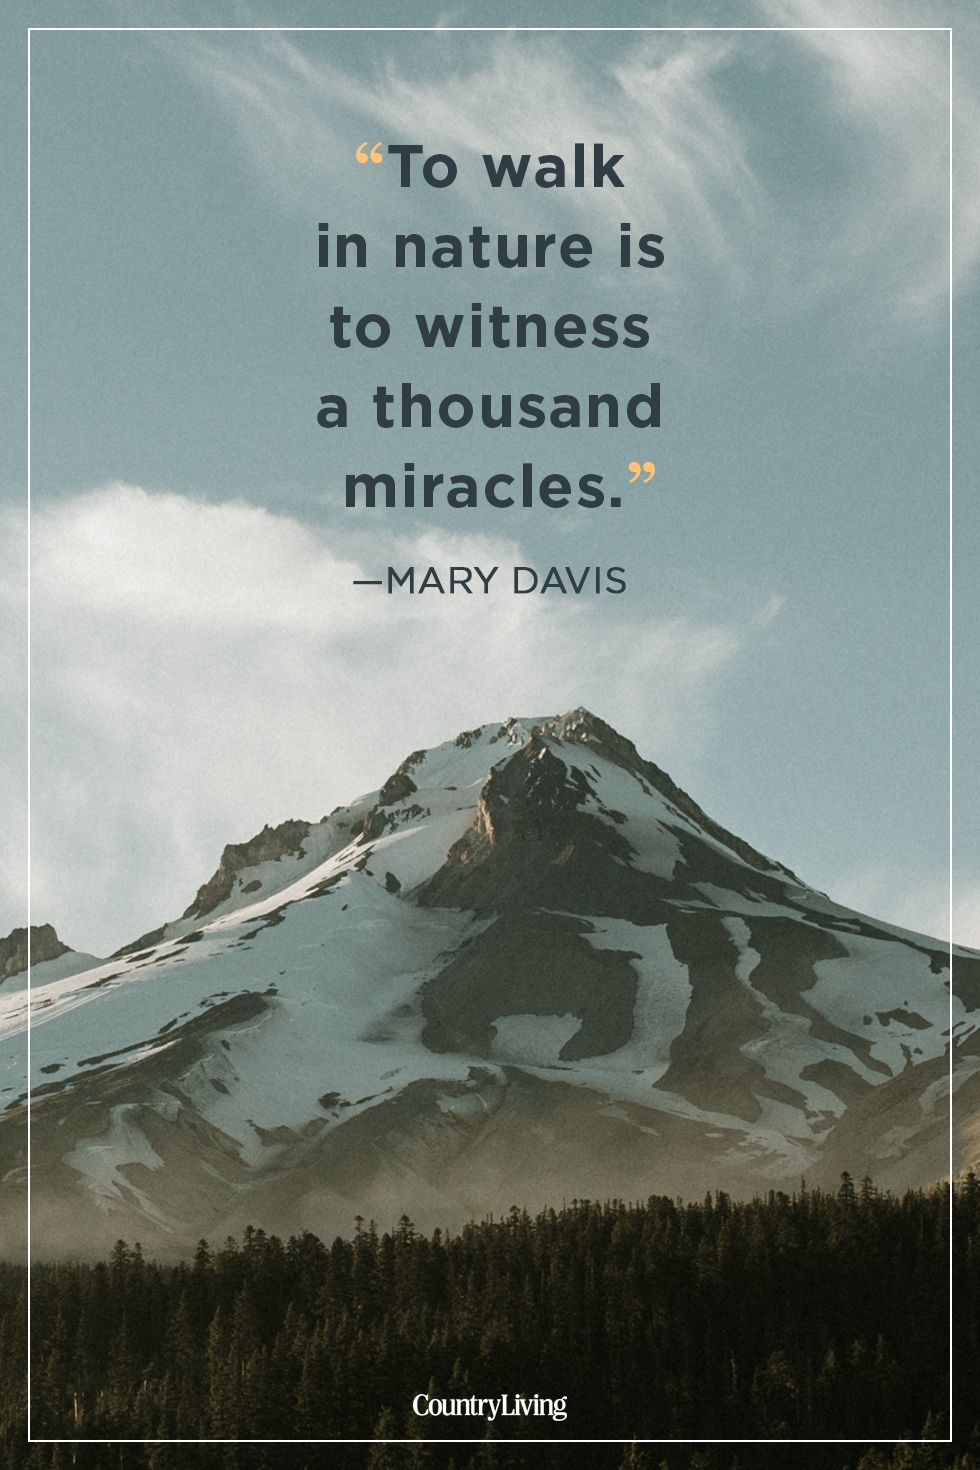 “To walk
in nature is
to witness
a thousand
miracles.”
—MARY DAVIS
CountryLiving